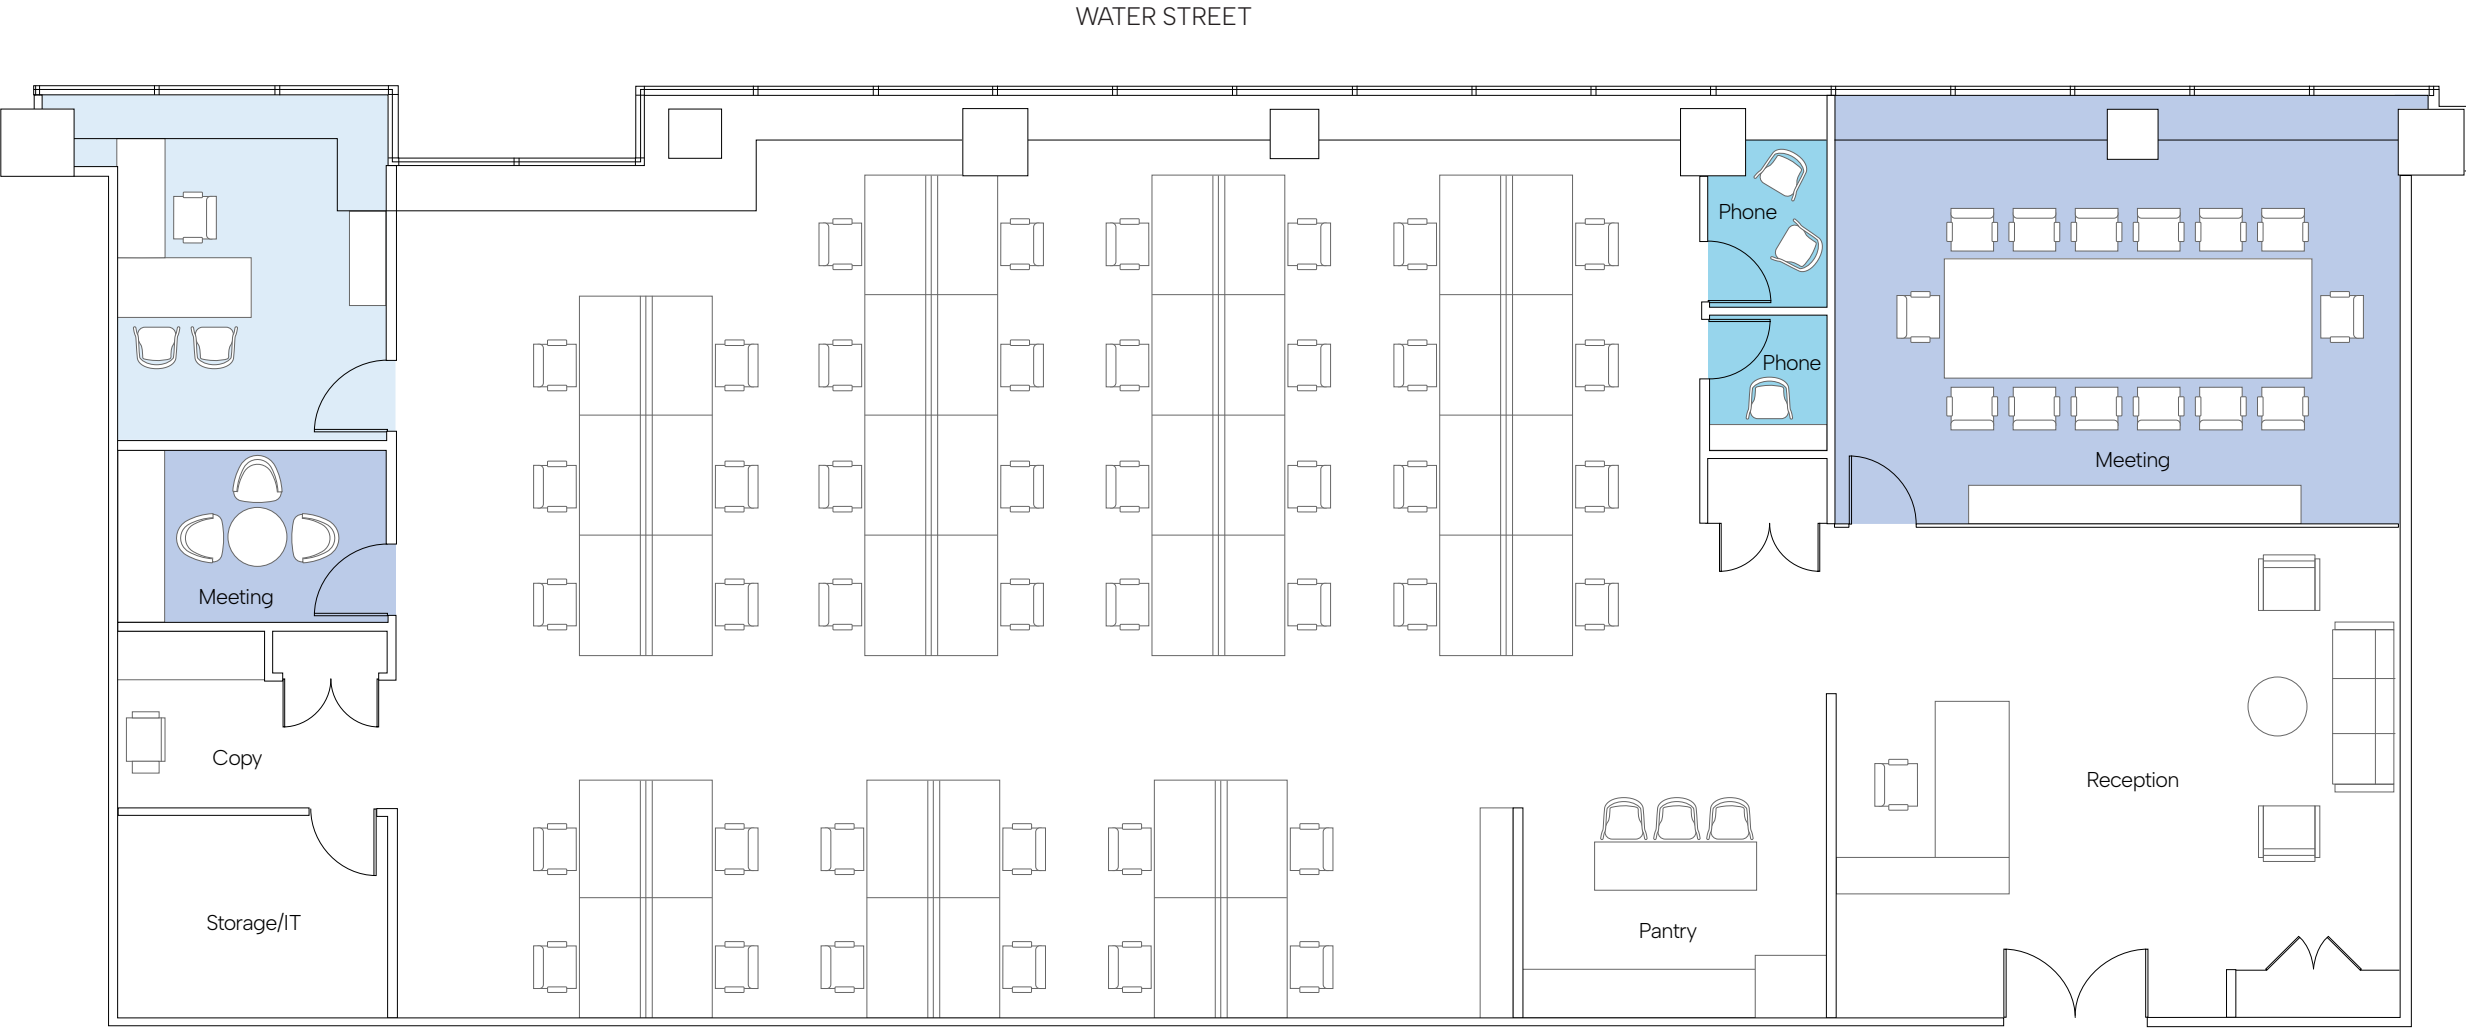 WATER STREET
Phone
Phone
Meeting
Meeting
Copy
Reception
Storage/IT
Pantry